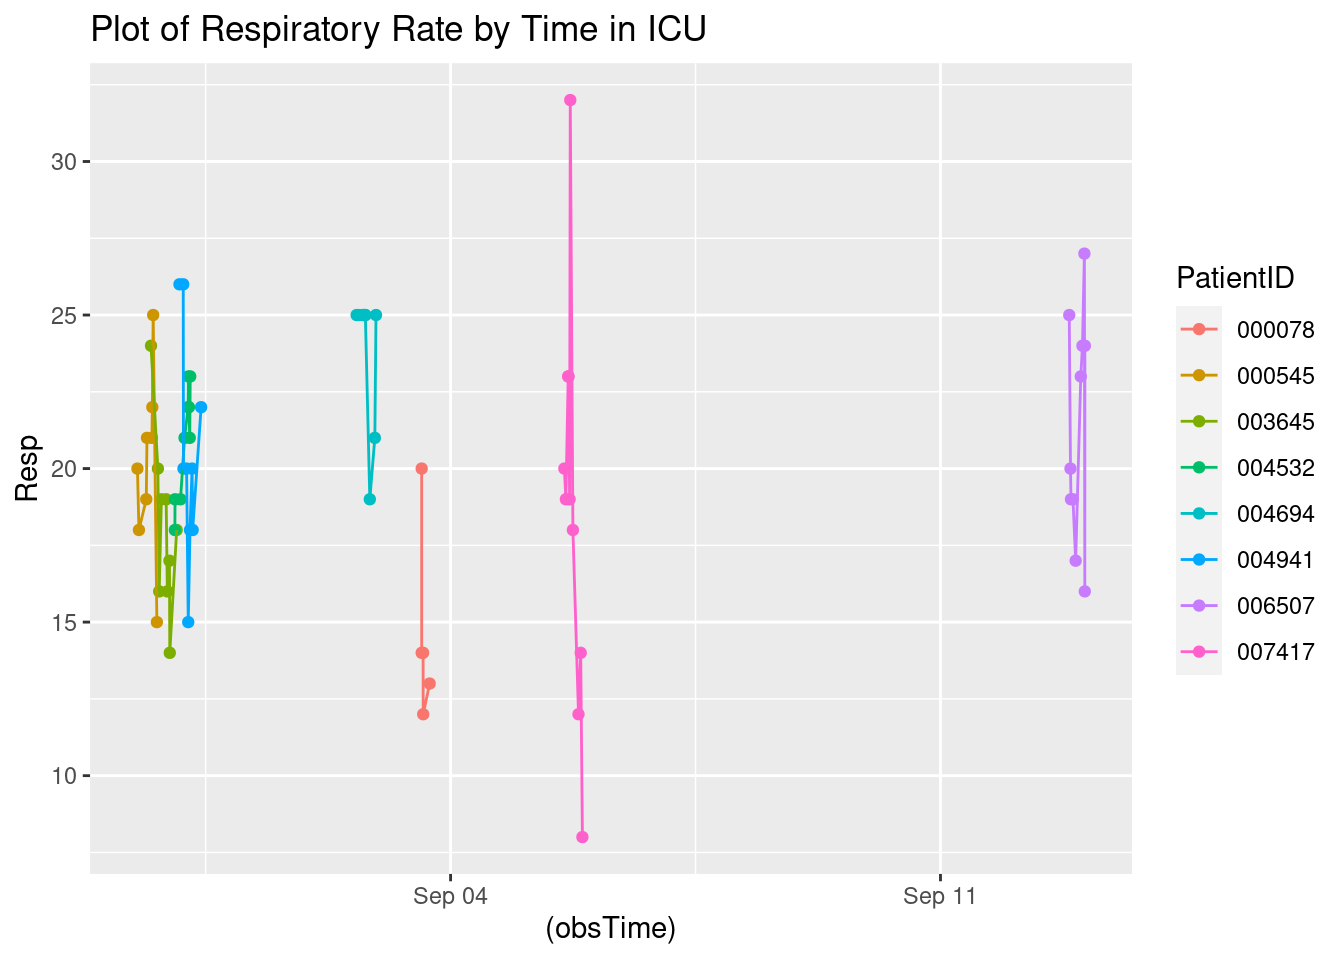 Plot of Respiratory Rate by Time in ICU
Resp
30
25
20
15
10
Sep 04
Sep 11
(obsTime)
PatientID
000078
000545
003645
004532
004694
004941
006507
007417